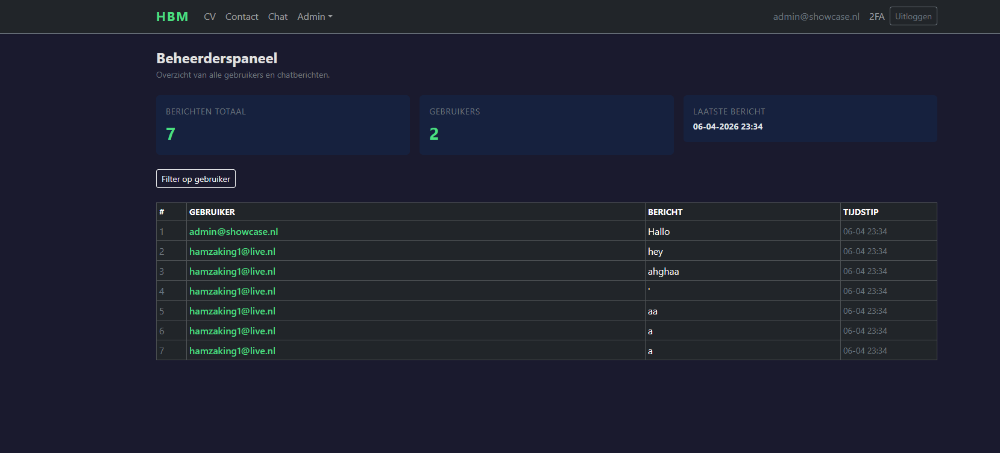 HBM CV Contact Chat Admin admin@showcase.nl 2FA Uitloggen
Beheerderspaneel
Overzicht van alle gebruikers en chatberichten.
BERICHTEN TOTAAL GEBRUIKERS LAATSTE BERICHT
7 2 06-04-2026 23:34
Filter op gebruiker
# GEBRUIKER BERICHT TIJDSTIP
1 admin@showcase.nl Hallo 06-04 23:34
2 hamzaking1@live.nl hey 06-04 23:34
3 hamzaking1@live.nl ahghaa 06-04 23:34
4 hamzaking1@live.nl ' 06-04 23:34
5 hamzaking1@live.nl aa 06-04 23:34
6 hamzaking1@live.nl a 06-04 23:34
7 hamzaking1@live.nl a 06-04 23:34